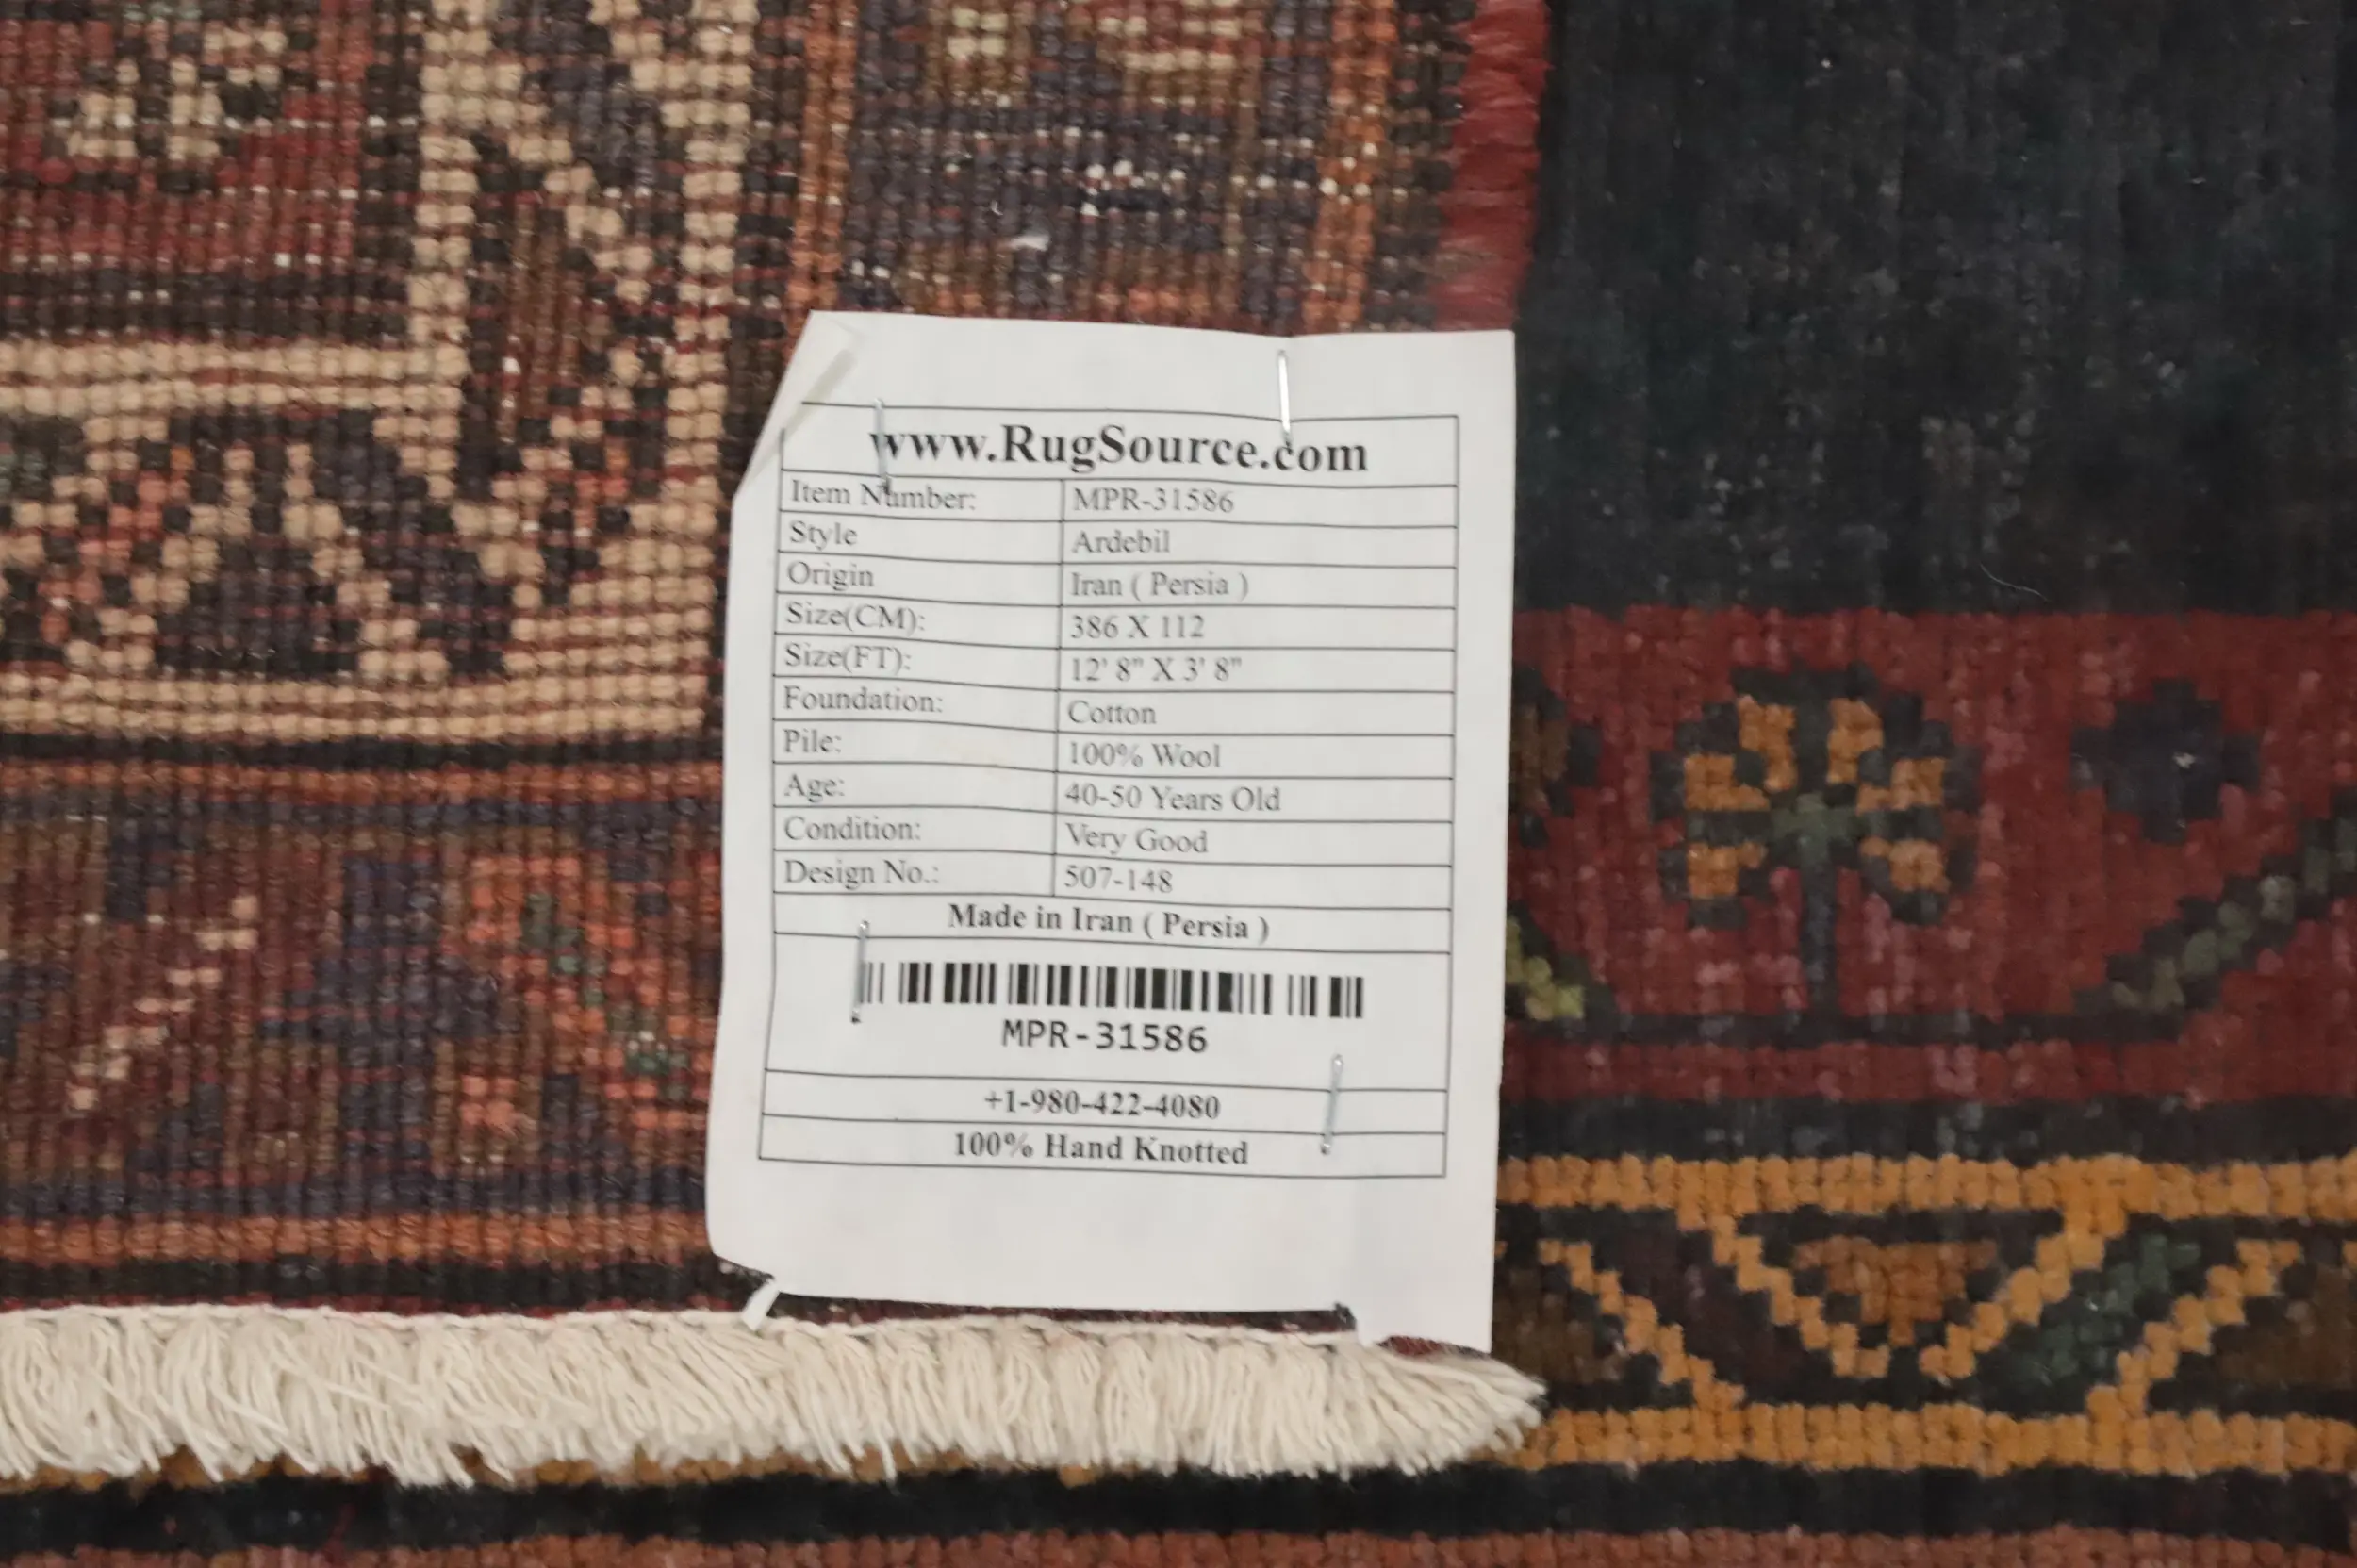 www.RugSource.com
Item Number: MPR-31586
Style Ardebil
Origin Iran ( Persia )
Size(CM): 386 X 112
Size(FT): 12' 8" X 3' 8"
Foundation: Cotton
Pile: 100% Wool
Age: 40-50 Years Old
Condition: Very Good
Design No.: 507-148
Made in Iran ( Persia )
MPR-31586
+1-980-422-4080
100% Hand Knotted